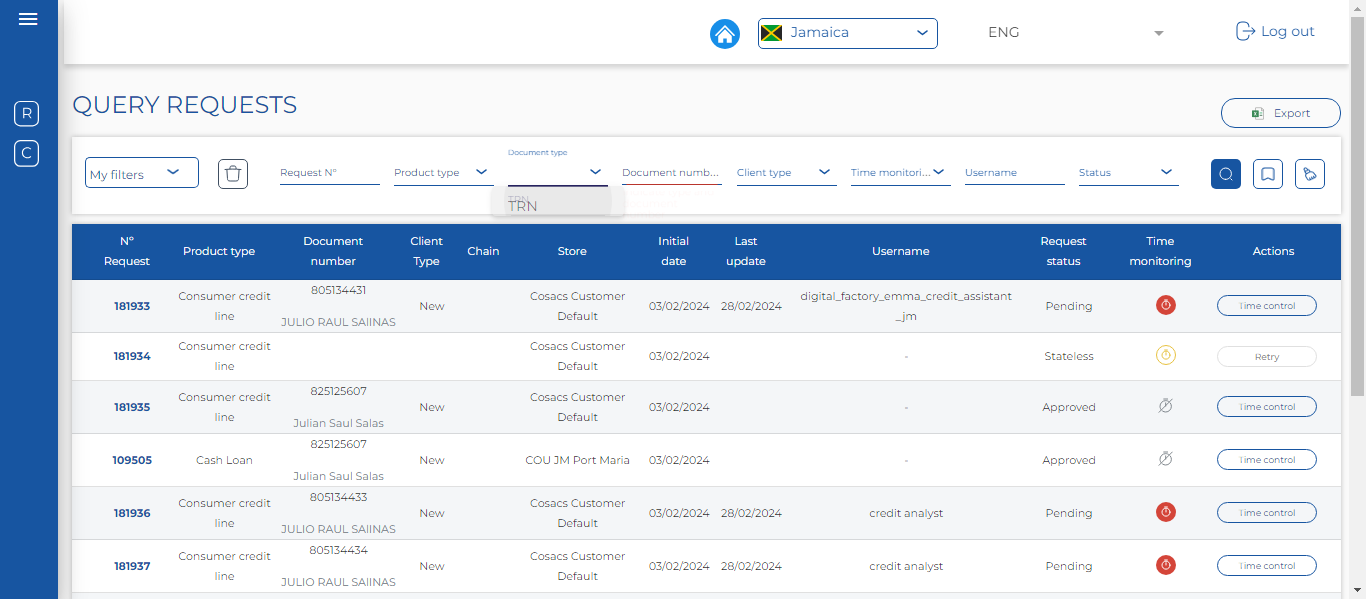 Jamaica
ENG
Log out
R
C
QUERY REQUESTS
Export
My filters
Request N°
Product type
Document type
Document numb...
Client type
Time monitori...
Username
Status
TRN
TRN
N° Request
Product type
Document number
Client Type
Chain
Store
Initial date
Last update
Username
Request status
Time monitoring
Actions
181933 Consumer credit line 805134431 JULIO RAUL SAIINAS New Cosacs Customer Default 03/02/2024 28/02/2024 digital_factory_emma_credit_assistant_jm Pending Time control
181934 Consumer credit line Cosacs Customer Default 03/02/2024 - Stateless Retry
181935 Consumer credit line 825125607 Julian Saul Salas New Cosacs Customer Default 03/02/2024 - Approved Time control
109505 Cash Loan 825125607 Julian Saul Salas New COU JM Port Maria 03/02/2024 - Approved Time control
181936 Consumer credit line 805134433 JULIO RAUL SAIINAS New Cosacs Customer Default 03/02/2024 28/02/2024 credit analyst Pending Time control
181937 Consumer credit line 805134434 JULIO RAUL SAIINAS New Cosacs Customer Default 03/02/2024 28/02/2024 credit analyst Pending Time control